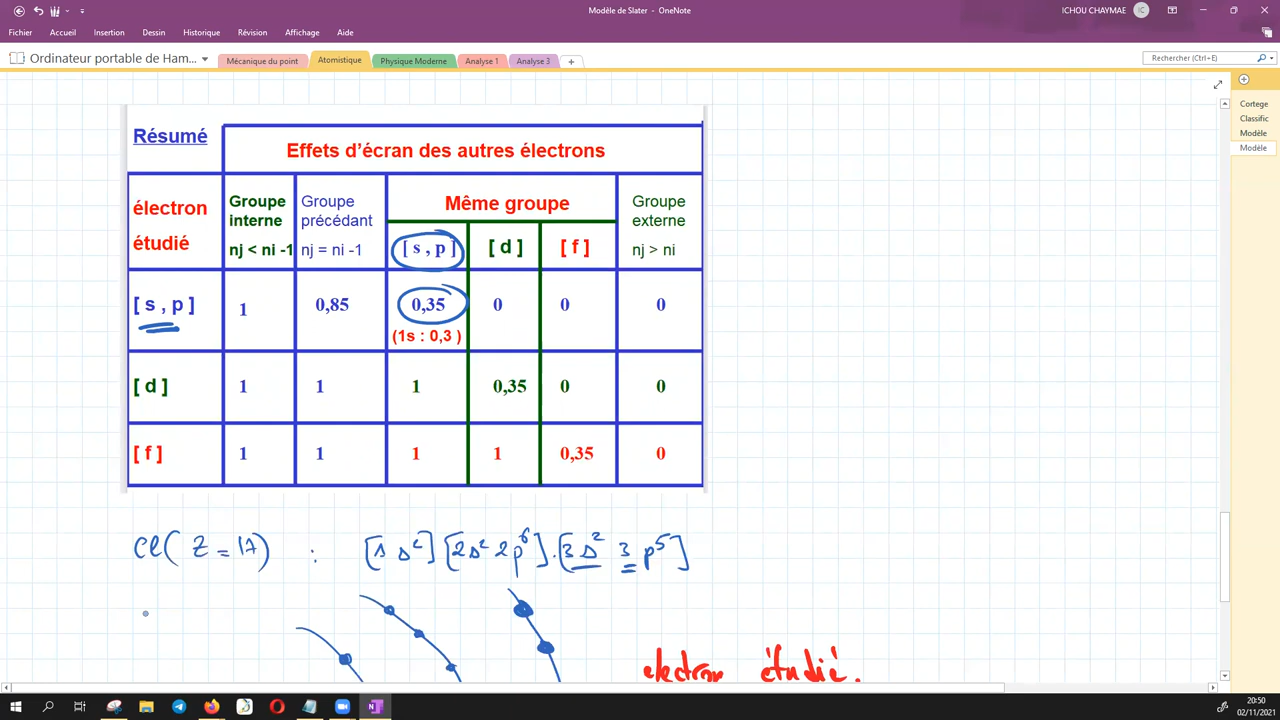 Modèle de Slater - OneNote
ICHOU CHAYMAE
IC
Fichier Accueil Insertion Dessin Historique Révision Affichage Aide
Ordinateur portable de Ham...
Mécanique du point
Atomistique
Physique Moderne
Analyse 1
Analyse 3
Rechercher (Ctrl+E)
Cortege
Classific
Modèle
Modèle
Résumé
Effets d'écran des autres électrons
électron étudié
Groupe interne
nj < ni -1
Groupe précédant
nj = ni -1
Même groupe
Groupe externe
nj > ni
[ s , p ] [ d ] [ f ]
[ s , p ] 1 0,85 0,35 0 0 0
(1s : 0,3 )
[ d ] 1 1 1 0,35 0 0
[ f ] 1 1 1 1 0,35 0
Cl( Z = 17) : [1s²] [2s² 2p⁶] . [3s² 3p⁵]
electron étudié.
20:50
02/11/2021